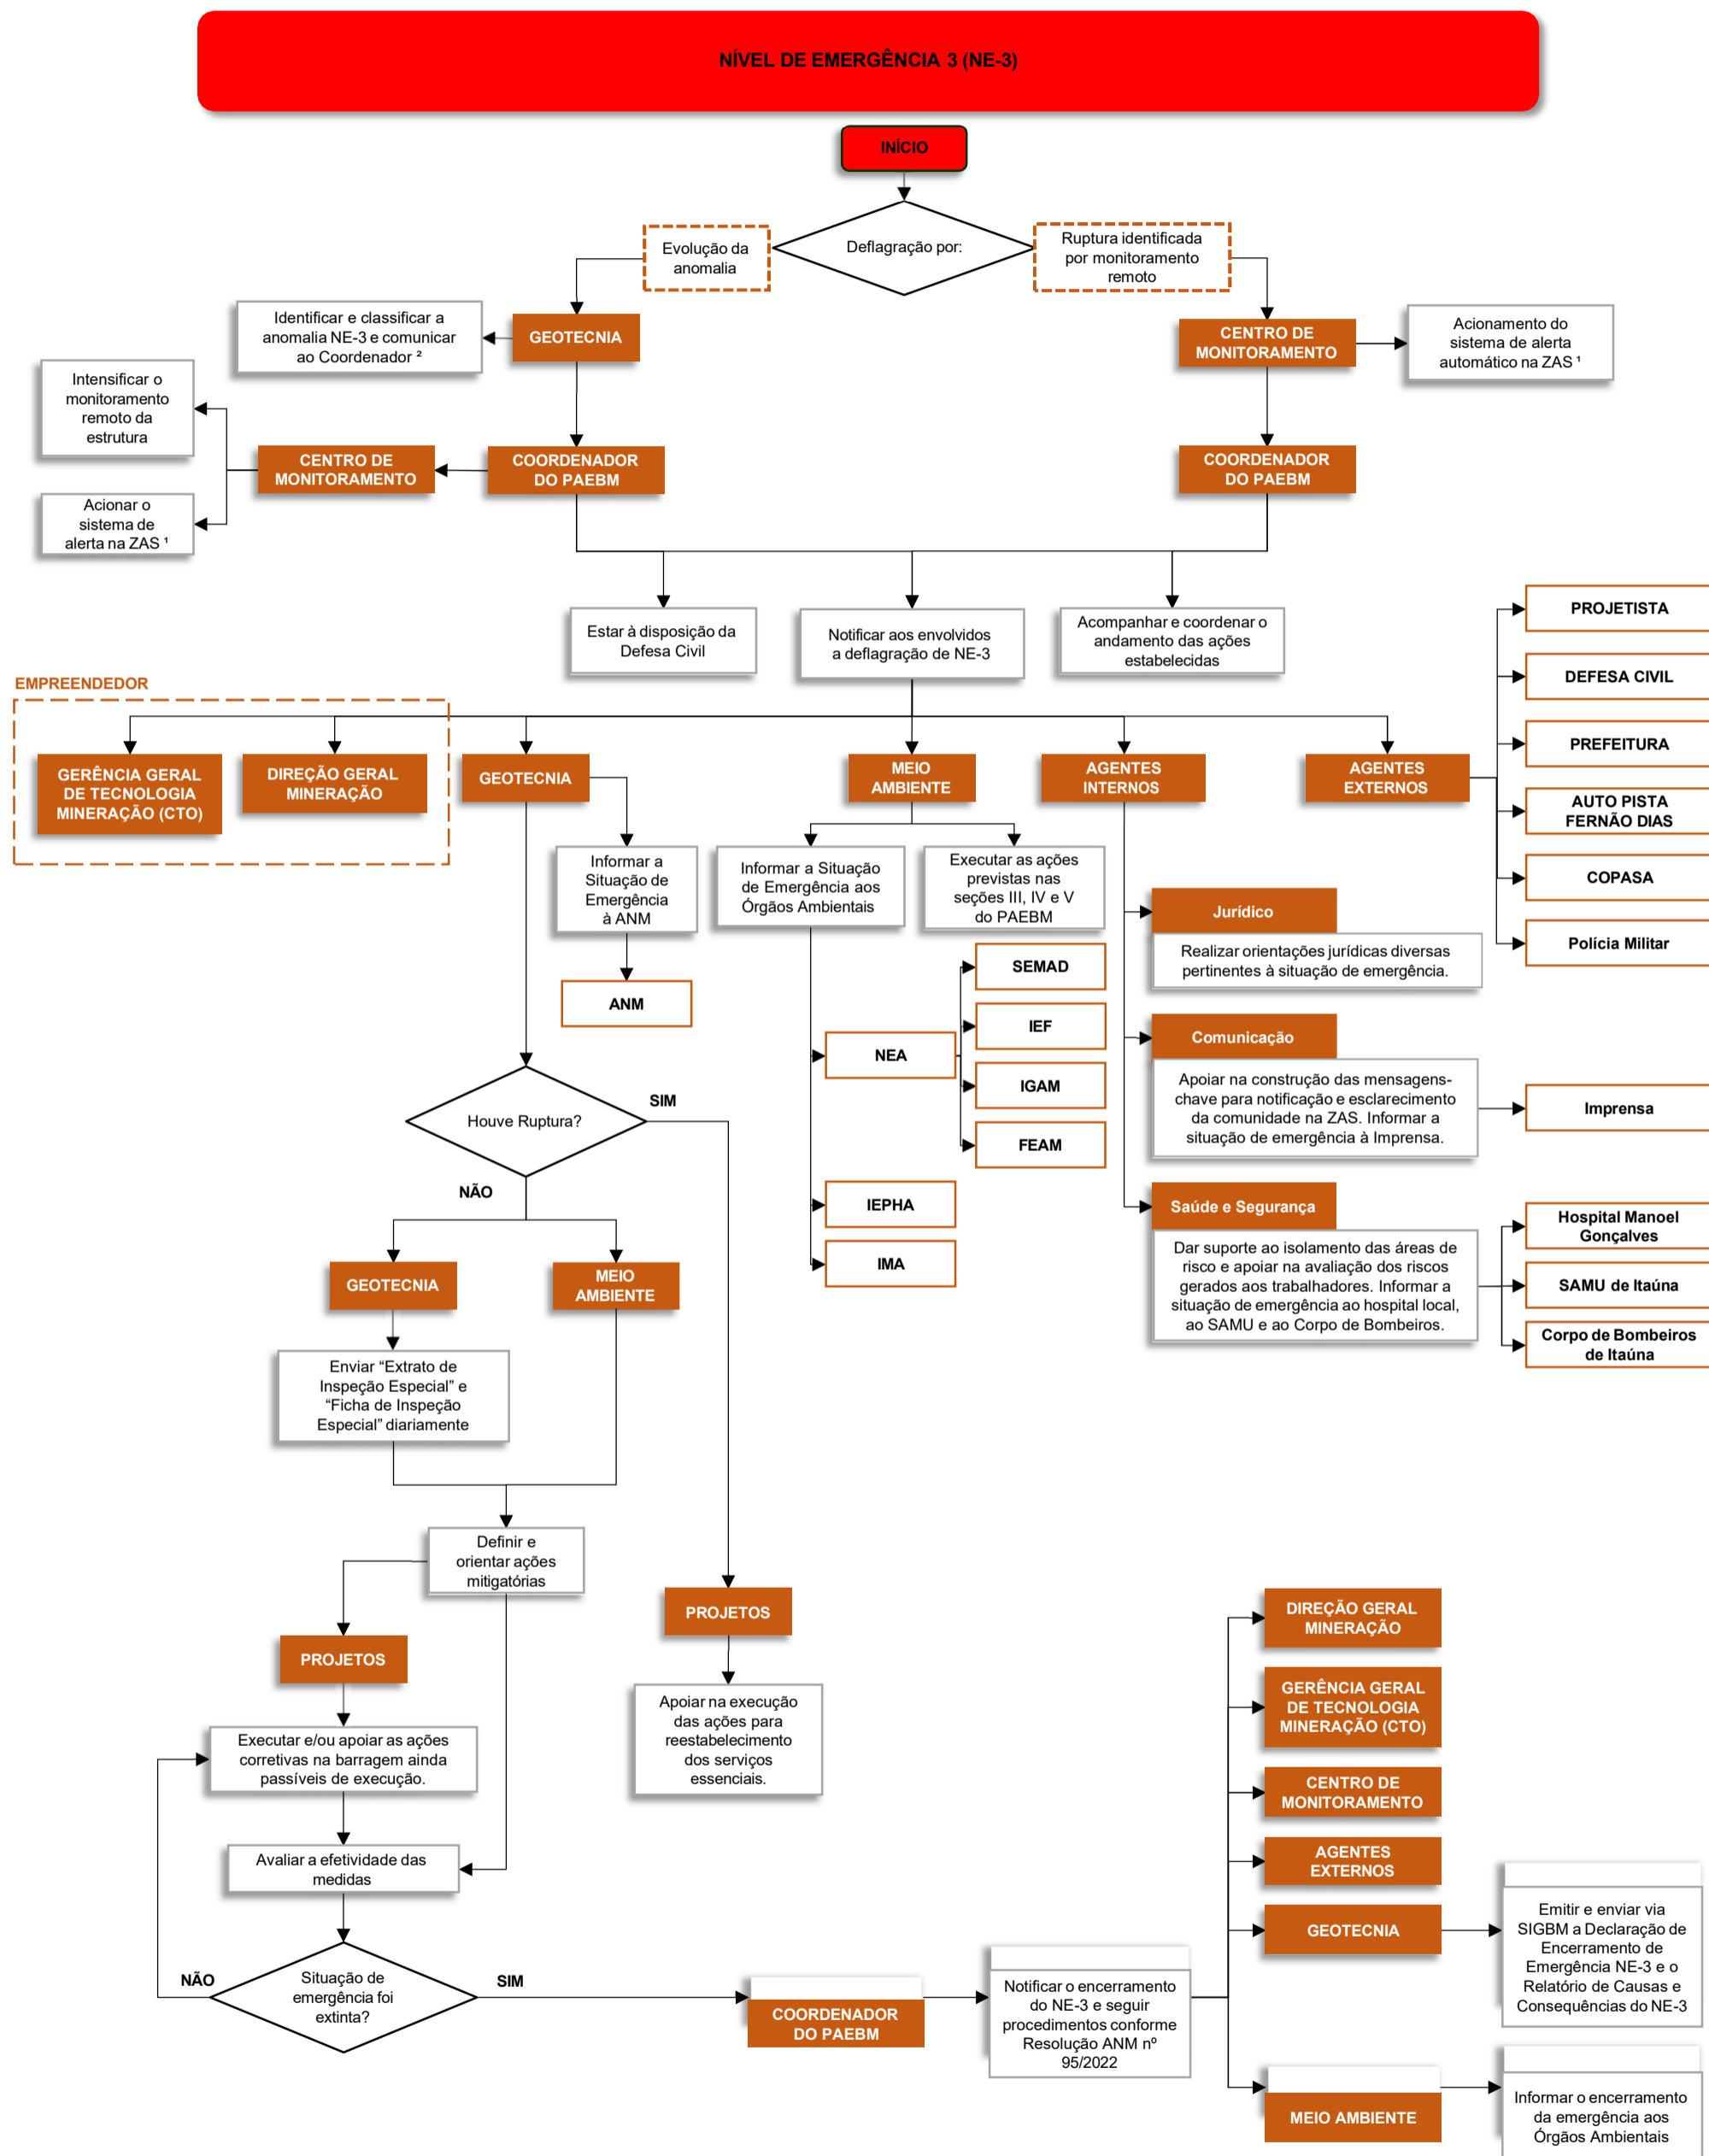 NÍVEL DE EMERGÊNCIA 3 (NE-3)
INÍCIO
Deflagração por:
Evolução da
anomalia
Ruptura identificada
por monitoramento
remoto
Identificar e classificar a
anomalia NE-3 e comunicar
ao Coordenador ²
GEOTECNIA
CENTRO DE
MONITORAMENTO
Acionamento do
sistema de alerta
automático na ZAS ¹
Intensificar o
monitoramento
remoto da
estrutura
Acionar o
sistema de
alerta na ZAS ¹
CENTRO DE
MONITORAMENTO
COORDENADOR
DO PAEBM
COORDENADOR
DO PAEBM
Estar à disposição da
Defesa Civil
Notificar aos envolvidos
a deflagração de NE-3
Acompanhar e coordenar o
andamento das ações
estabelecidas
EMPREENDEDOR
GERÊNCIA GERAL
DE TECNOLOGIA
MINERAÇÃO (CTO)
DIREÇÃO GERAL
MINERAÇÃO
GEOTECNIA
MEIO
AMBIENTE
AGENTES
INTERNOS
AGENTES
EXTERNOS
PROJETISTA
DEFESA CIVIL
PREFEITURA
AUTO PISTA
FERNÃO DIAS
COPASA
Polícia Militar
Informar a
Situação de
Emergência
à ANM
ANM
Informar a Situação
de Emergência aos
Órgãos Ambientais
Executar as ações
previstas nas
seções III, IV e V
do PAEBM
NEA
SEMAD
IEF
IGAM
FEAM
IEPHA
IMA
Jurídico
Realizar orientações jurídicas diversas
pertinentes à situação de emergência.
Comunicação
Apoiar na construção das mensagens-
chave para notificação e esclarecimento
da comunidade na ZAS. Informar a
situação de emergência à Imprensa.
Imprensa
Saúde e Segurança
Dar suporte ao isolamento das áreas de
risco e apoiar na avaliação dos riscos
gerados aos trabalhadores. Informar a
situação de emergência ao hospital local,
ao SAMU e ao Corpo de Bombeiros.
Hospital Manoel
Gonçalves
SAMU de Itaúna
Corpo de Bombeiros
de Itaúna
Houve Ruptura?
SIM
NÃO
GEOTECNIA
MEIO
AMBIENTE
Enviar “Extrato de
Inspeção Especial” e
“Ficha de Inspeção
Especial” diariamente
Definir e
orientar ações
mitigatórias
PROJETOS
Executar e/ou apoiar as ações
corretivas na barragem ainda
passíveis de execução.
Avaliar a efetividade das
medidas
Situação de
emergência foi
extinta?
NÃO
SIM
PROJETOS
Apoiar na execução
das ações para
reestabelecimento
dos serviços
essenciais.
COORDENADOR
DO PAEBM
Notificar o encerramento
do NE-3 e seguir
procedimentos conforme
Resolução ANM nº
95/2022
DIREÇÃO GERAL
MINERAÇÃO
GERÊNCIA GERAL
DE TECNOLOGIA
MINERAÇÃO (CTO)
CENTRO DE
MONITORAMENTO
AGENTES
EXTERNOS
GEOTECNIA
Emitir e enviar via
SIGBM a Declaração de
Encerramento de
Emergência NE-3 e o
Relatório de Causas e
Consequências do NE-3
MEIO AMBIENTE
Informar o encerramento
da emergência aos
Órgãos Ambientais